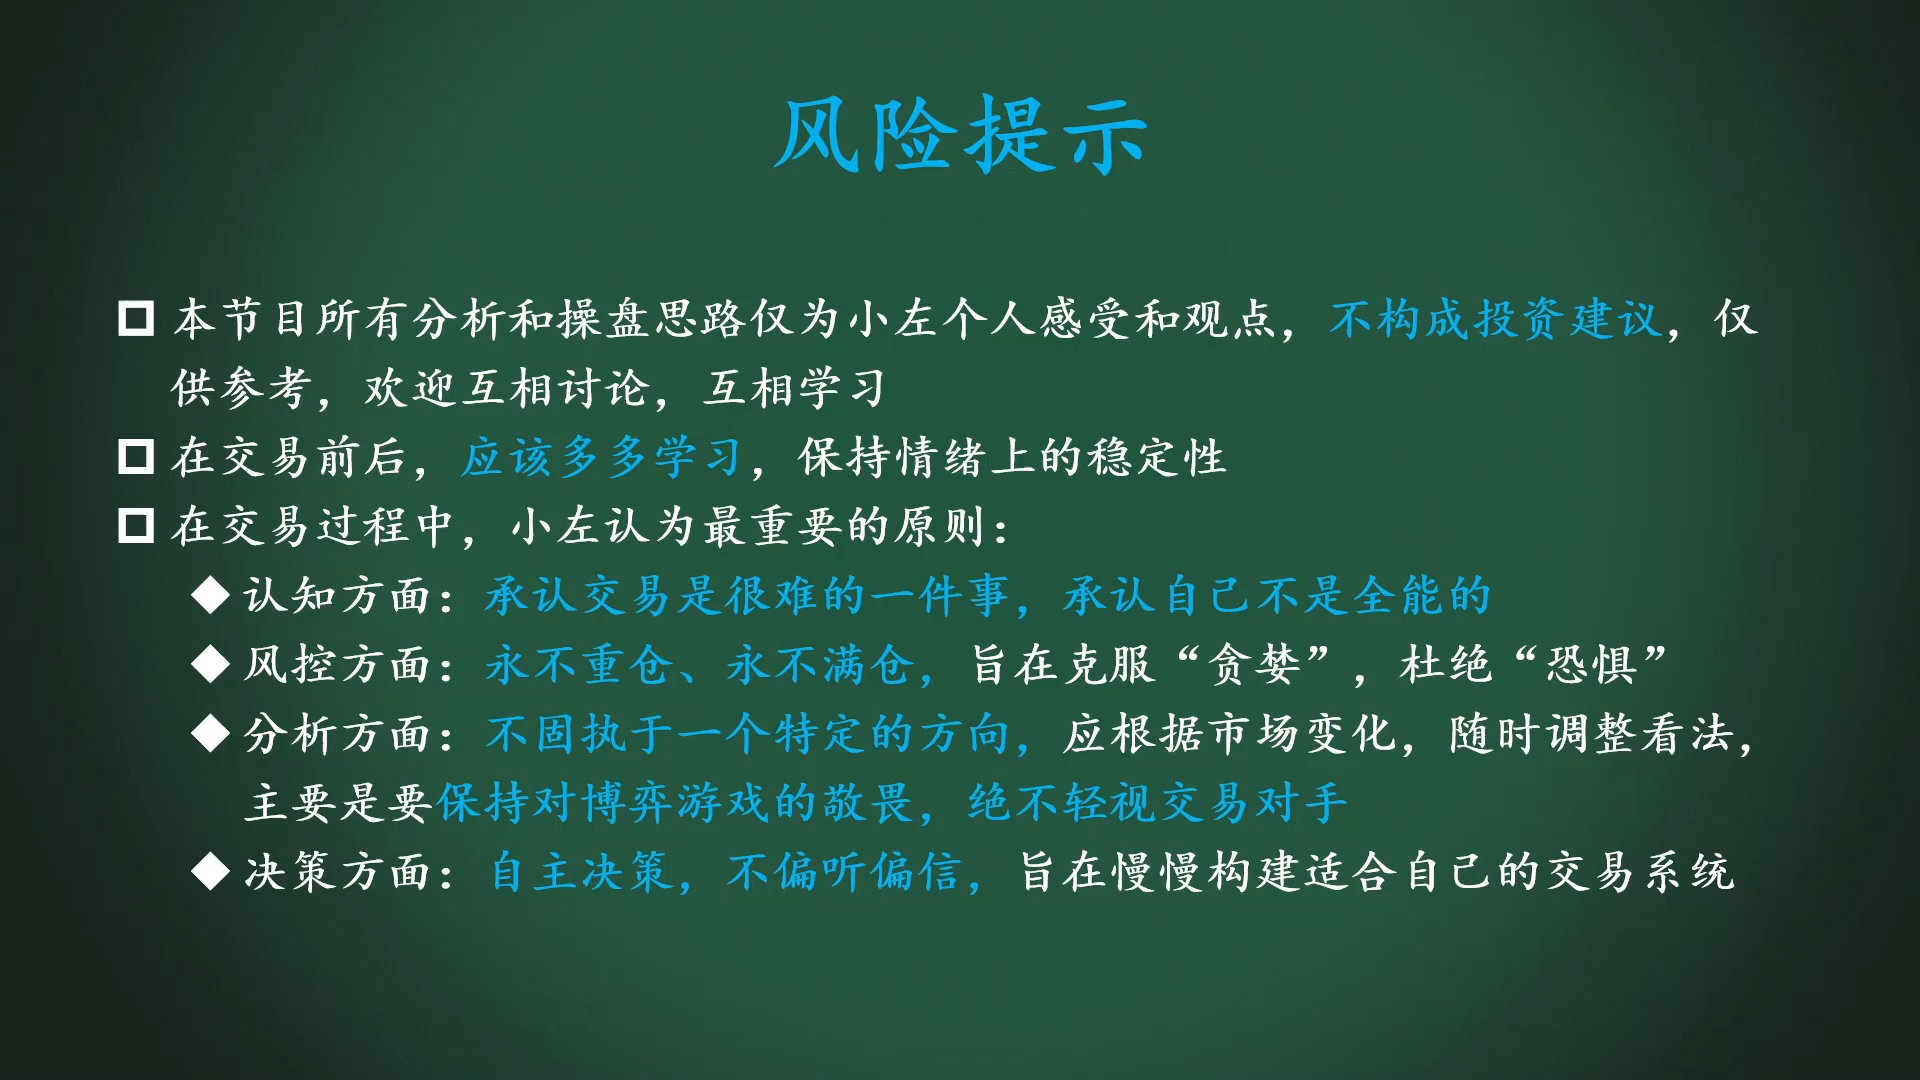 风险提示
本节目所有分析和操盘思路仅为小左个人感受和观点，不构成投资建议，仅
供参考，欢迎互相讨论，互相学习
在交易前后，应该多多学习，保持情绪上的稳定性
在交易过程中，小左认为最重要的原则：
认知方面：承认交易是很难的一件事，承认自己不是全能的
风控方面：永不重仓、永不满仓，旨在克服“贪婪”，杜绝“恐惧”
分析方面：不固执于一个特定的方向，应根据市场变化，随时调整看法，
主要是要保持对博弈游戏的敬畏，绝不轻视交易对手
决策方面：自主决策，不偏听偏信，旨在慢慢构建适合自己的交易系统